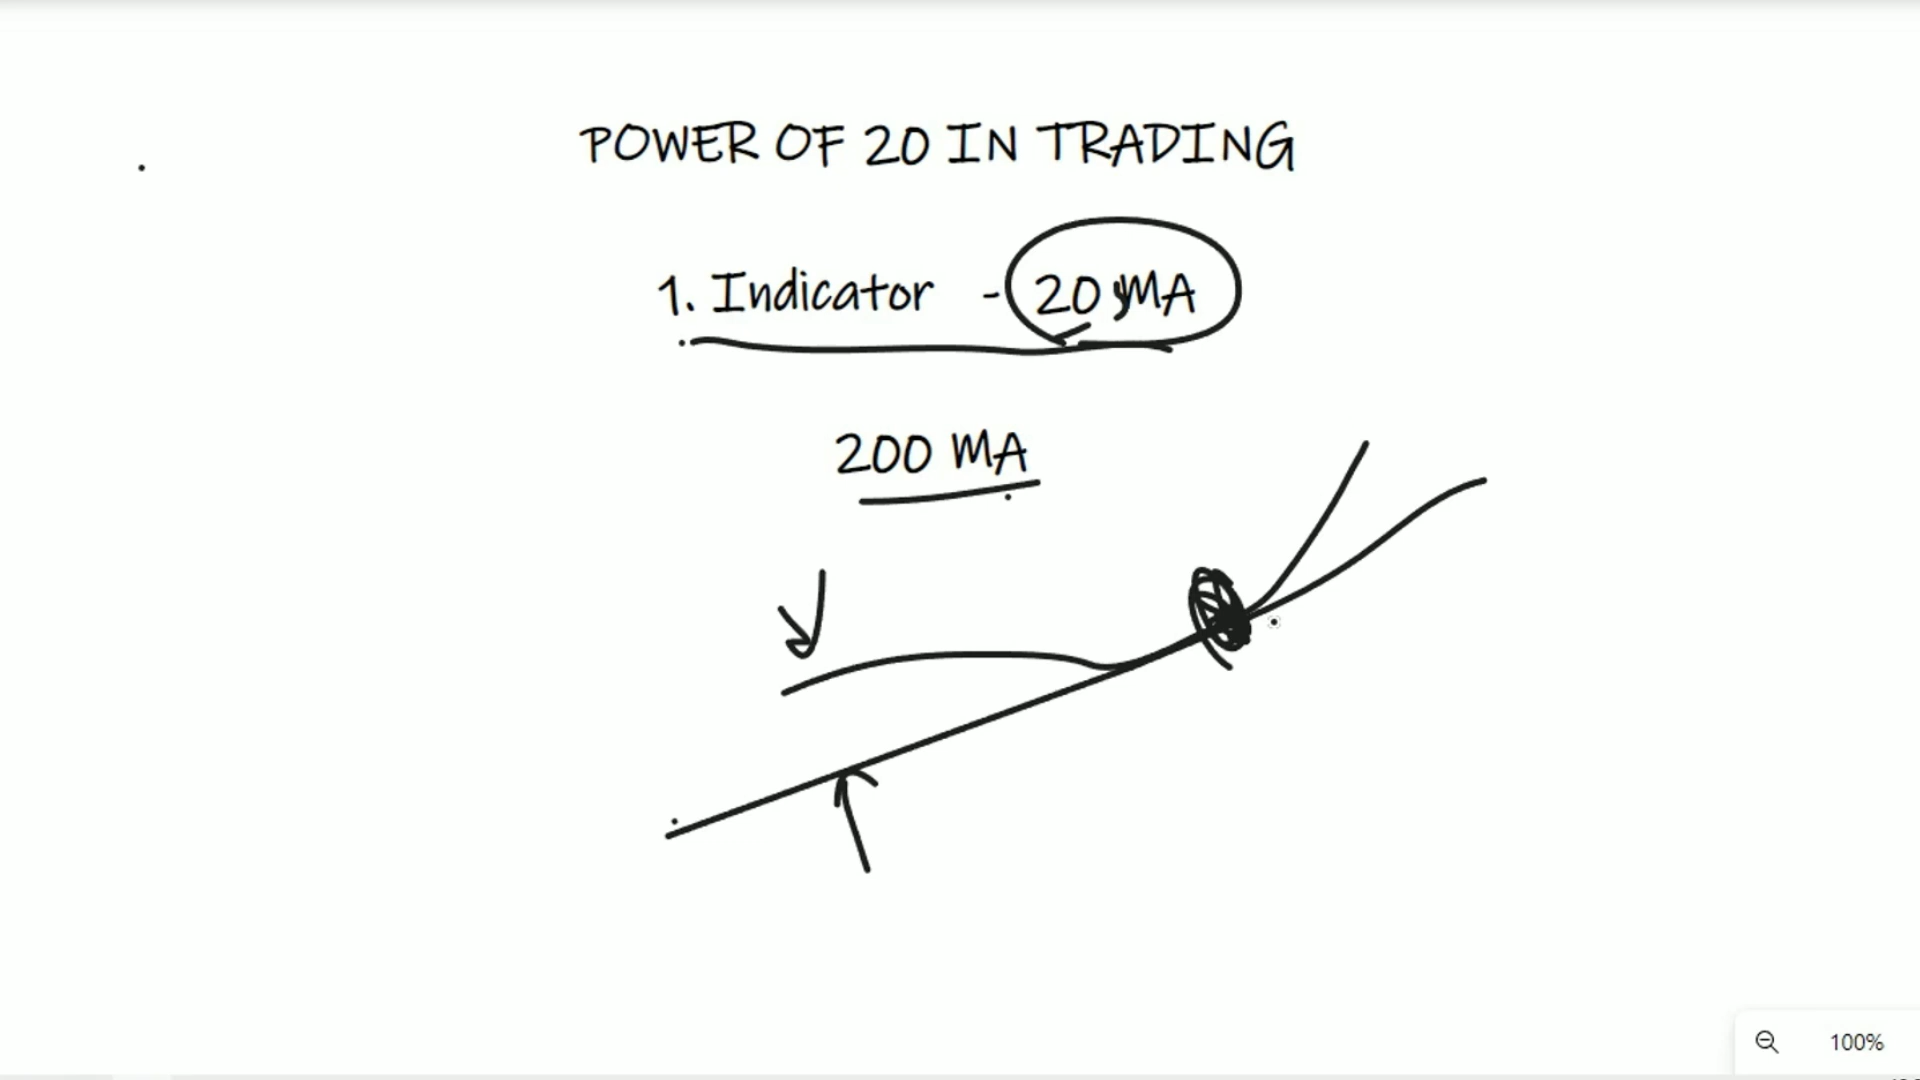 POWER OF 20 IN TRADING
1. Indicator - 20 MA
200 MA
100%